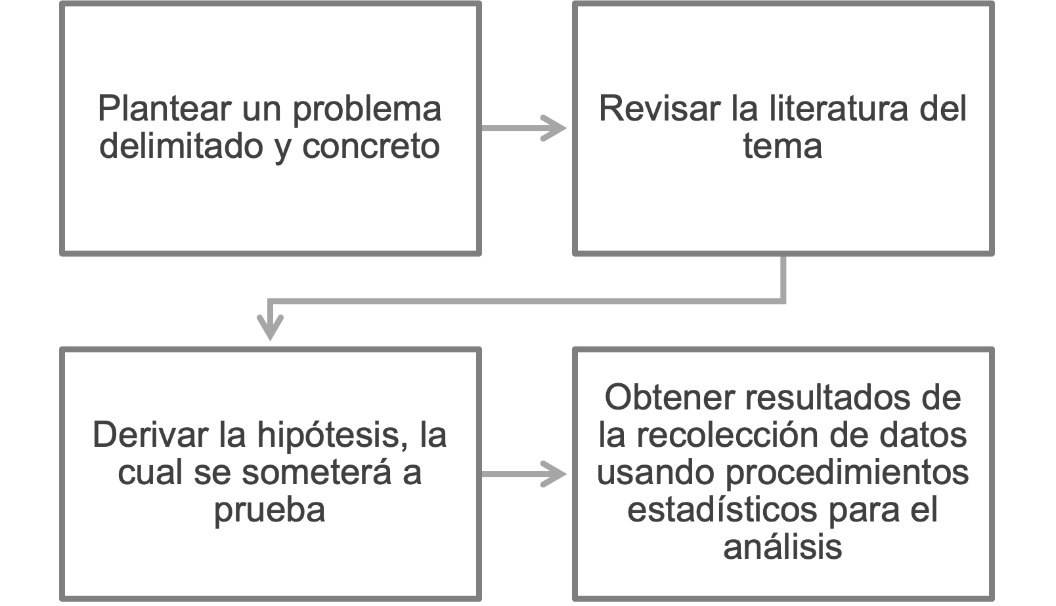 Plantear un problema
delimitado y concreto
Revisar la literatura del
tema
Derivar la hipótesis, la
cual se someterá a
prueba
Obtener resultados de
la recolección de datos
usando procedimientos
estadísticos para el
análisis